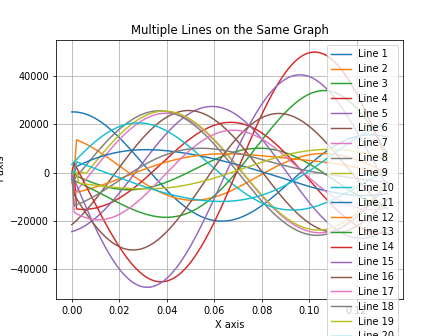 Multiple Lines on the Same Graph
40000
20000
0
−20000
−40000
0.00 0.02 0.04 0.06 0.08 0.10
X axis
Line 1
Line 2
Line 3
Line 4
Line 5
Line 6
Line 7
Line 8
Line 9
Line 10
Line 11
Line 12
Line 13
Line 14
Line 15
Line 16
Line 17
Line 18
Line 19
Line 20